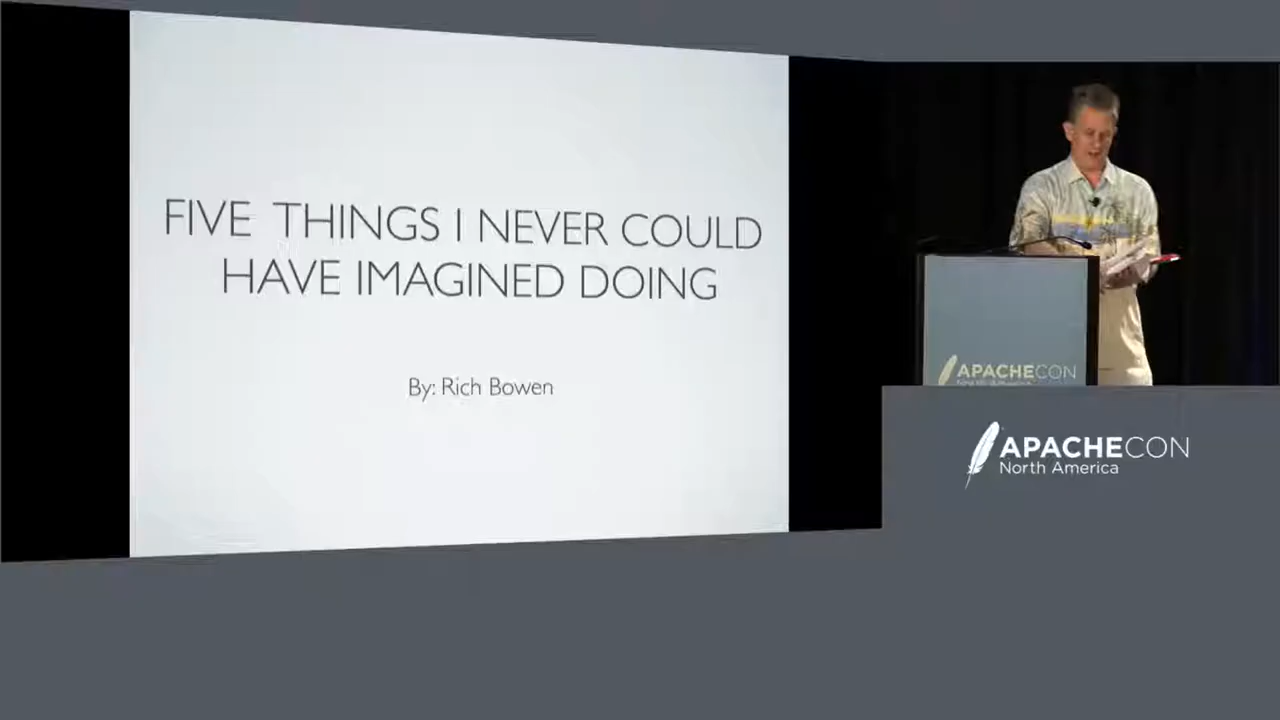 FIVE THINGS I NEVER COULD
HAVE IMAGINED DOING
By: Rich Bowen
APACHECON
APACHECON
North America